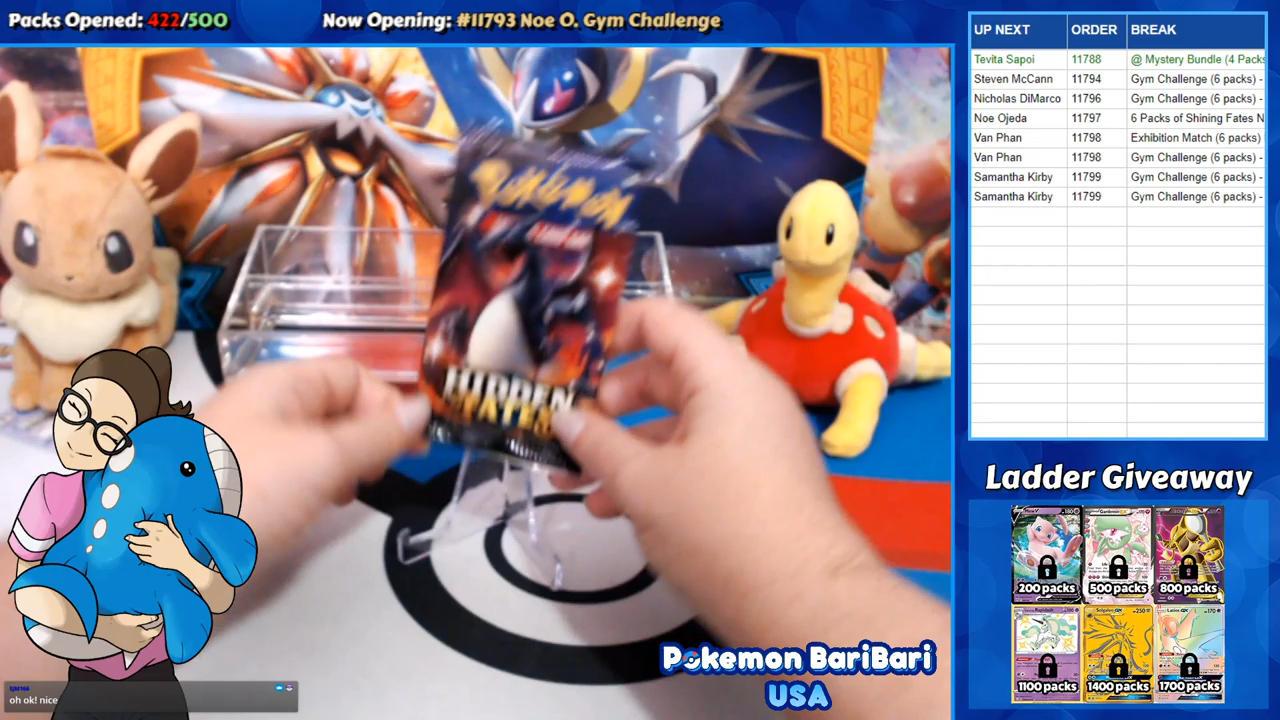 Packs Opened: 422/500
Now Opening: #11793 Noe O. Gym Challenge
UP NEXT ORDER BREAK
Tevita Sapoi 11788 @ Mystery Bundle (4 Packs
Steven McCann 11794 Gym Challenge (6 packs) -
Nicholas DiMarco 11796 Gym Challenge (6 packs) -
Noe Ojeda 11797 6 Packs of Shining Fates N
Van Phan 11798 Exhibition Match (6 packs)
Van Phan 11798 Gym Challenge (6 packs) -
Samantha Kirby 11799 Gym Challenge (6 packs) -
Samantha Kirby 11799 Gym Challenge (6 packs) -
POKéMON
HIDDEN
FATES
Ladder Giveaway
200 packs
500 packs
800 packs
1100 packs
1400 packs
1700 packs
Pokemon BariBari
USA
oh ok! nice